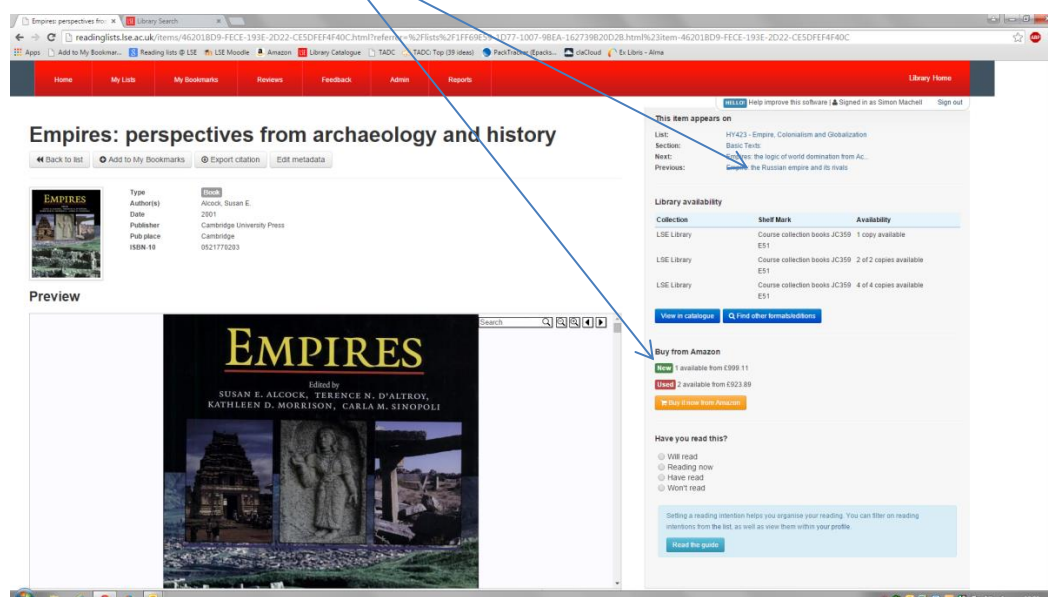 Empires: perspectives fro
Library Search
readinglists.lse.ac.uk/items/462018D9-FECE-193E-2D22-CE5DFEF4F40C.html?referrer=%2Flists%2F1FF69E59-1D77-1007-9BEA-162739B20D2B.html%23item-462018D9-FECE-193E-2D22-CE5DFEF4F40C
Apps Add to My Bookmar... Reading lists @ LSE LSE Moodle Amazon Library Catalogue TADC TADC: Top (39 ideas) PackTracker (Epacks... claCloud Ex Libris - Alma
Home My Lists My Bookmarks Reviews Feedback Admin Reports Library Home
HELLO! Help improve this software | Signed in as Simon Machell Sign out
Empires: perspectives from archaeology and history
Back to list Add to My Bookmarks Export citation Edit metadata
Type Book
Author(s) Alcock, Susan E.
Date 2001
Publisher Cambridge University Press
Pub place Cambridge
ISBN-10 0521770203
EMPIRES
Preview
Search
EMPIRES
Edited by
SUSAN E. ALCOCK, TERENCE N. D'ALTROY,
KATHLEEN D. MORRISON, CARLA M. SINOPOLI
This item appears on
List: HY423 - Empire, Colonialism and Globalization
Section: Basic Texts
Next: Empires: the logic of world domination from Ac...
Previous: Empire: the Russian empire and its rivals
Library availability
Collection Shelf Mark Availability
LSE Library Course collection books JC359 1 copy available
E51
LSE Library Course collection books JC359 2 of 2 copies available
E51
LSE Library Course collection books JC359 4 of 4 copies available
E51
View in catalogue Find other formats/editions
Buy from Amazon
New 1 available from £999.11
Used 2 available from £923.89
Buy it now from Amazon
Have you read this?
Will read
Reading now
Have read
Won't read
Setting a reading intention helps you organise your reading. You can filter on reading
intentions from the list, as well as view them within your profile.
Read the guide